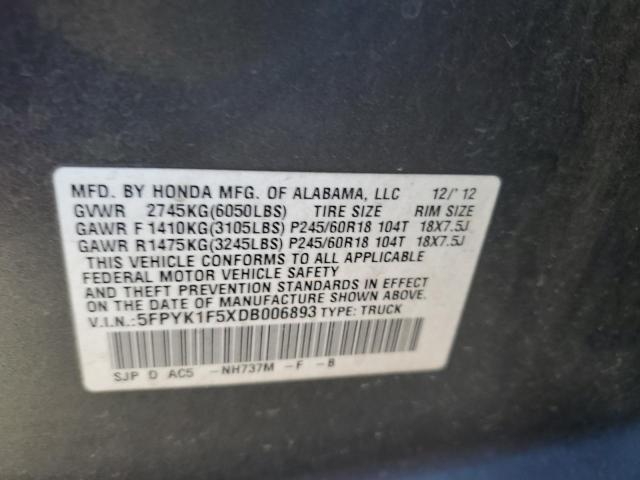 MFD. BY HONDA MFG. OF ALABAMA, LLC 12/'12
GVWR 2745KG(6050LBS) TIRE SIZE RIM SIZE
GAWR F1410KG(3105LBS) P245/60R18 104T 18X7.5J
GAWR R1475KG(3245LBS) P245/60R18 104T 18X7.5J
THIS VEHICLE CONFORMS TO ALL APPLICABLE
FEDERAL MOTOR VEHICLE SAFETY
AND THEFT PREVENTION STANDARDS IN EFFECT
ON THE DATE OF MANUFACTURE SHOWN ABOVE.
V.I.N.:5FPYK1F5XDB006893 TYPE: TRUCK
SJP D AC5 -NH737M -F -B